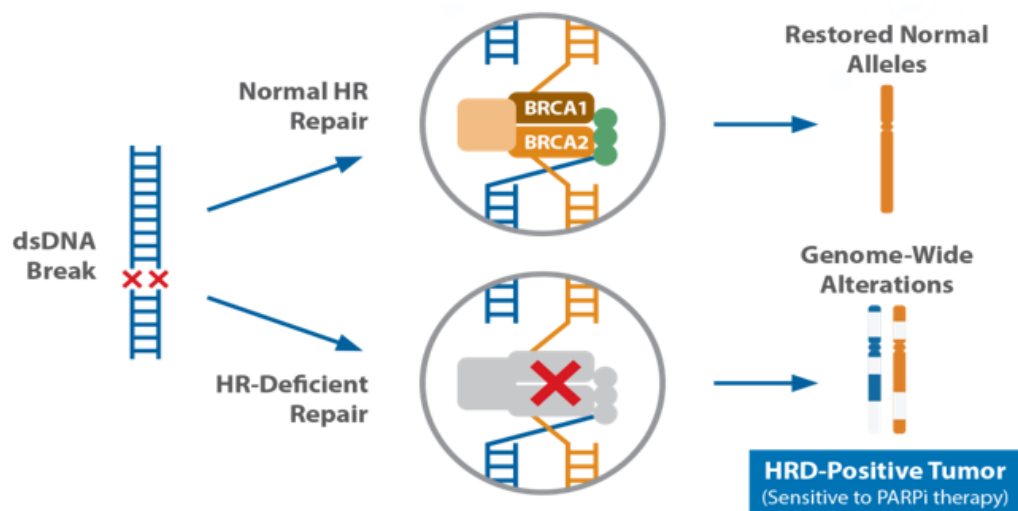 Normal HR
Repair
BRCA1
BRCA2
Restored Normal
Alleles
dsDNA
Break
HR-Deficient
Repair
Genome-Wide
Alterations
HRD-Positive Tumor
(Sensitive to PARPi therapy)